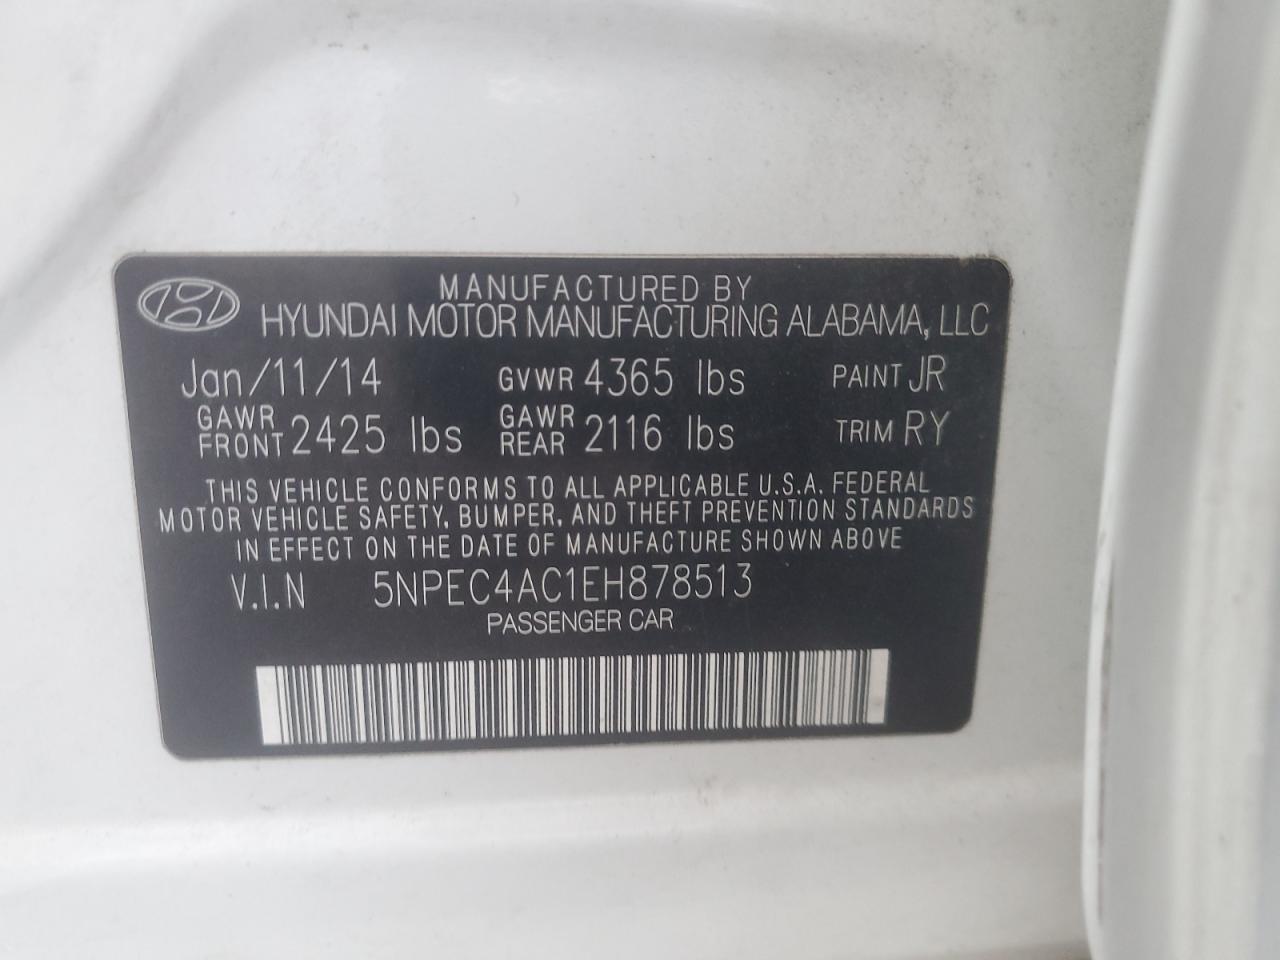 MANUFACTURED BY
HYUNDAI MOTOR MANUFACTURING ALABAMA, LLC
Jan/11/14 GVWR 4365 lbs PAINT JR
GAWR FRONT 2425 lbs GAWR REAR 2116 lbs TRIM RY
THIS VEHICLE CONFORMS TO ALL APPLICABLE U.S.A. FEDERAL
MOTOR VEHICLE SAFETY, BUMPER, AND THEFT PREVENTION STANDARDS
IN EFFECT ON THE DATE OF MANUFACTURE SHOWN ABOVE
V.I.N 5NPEC4AC1EH878513
PASSENGER CAR